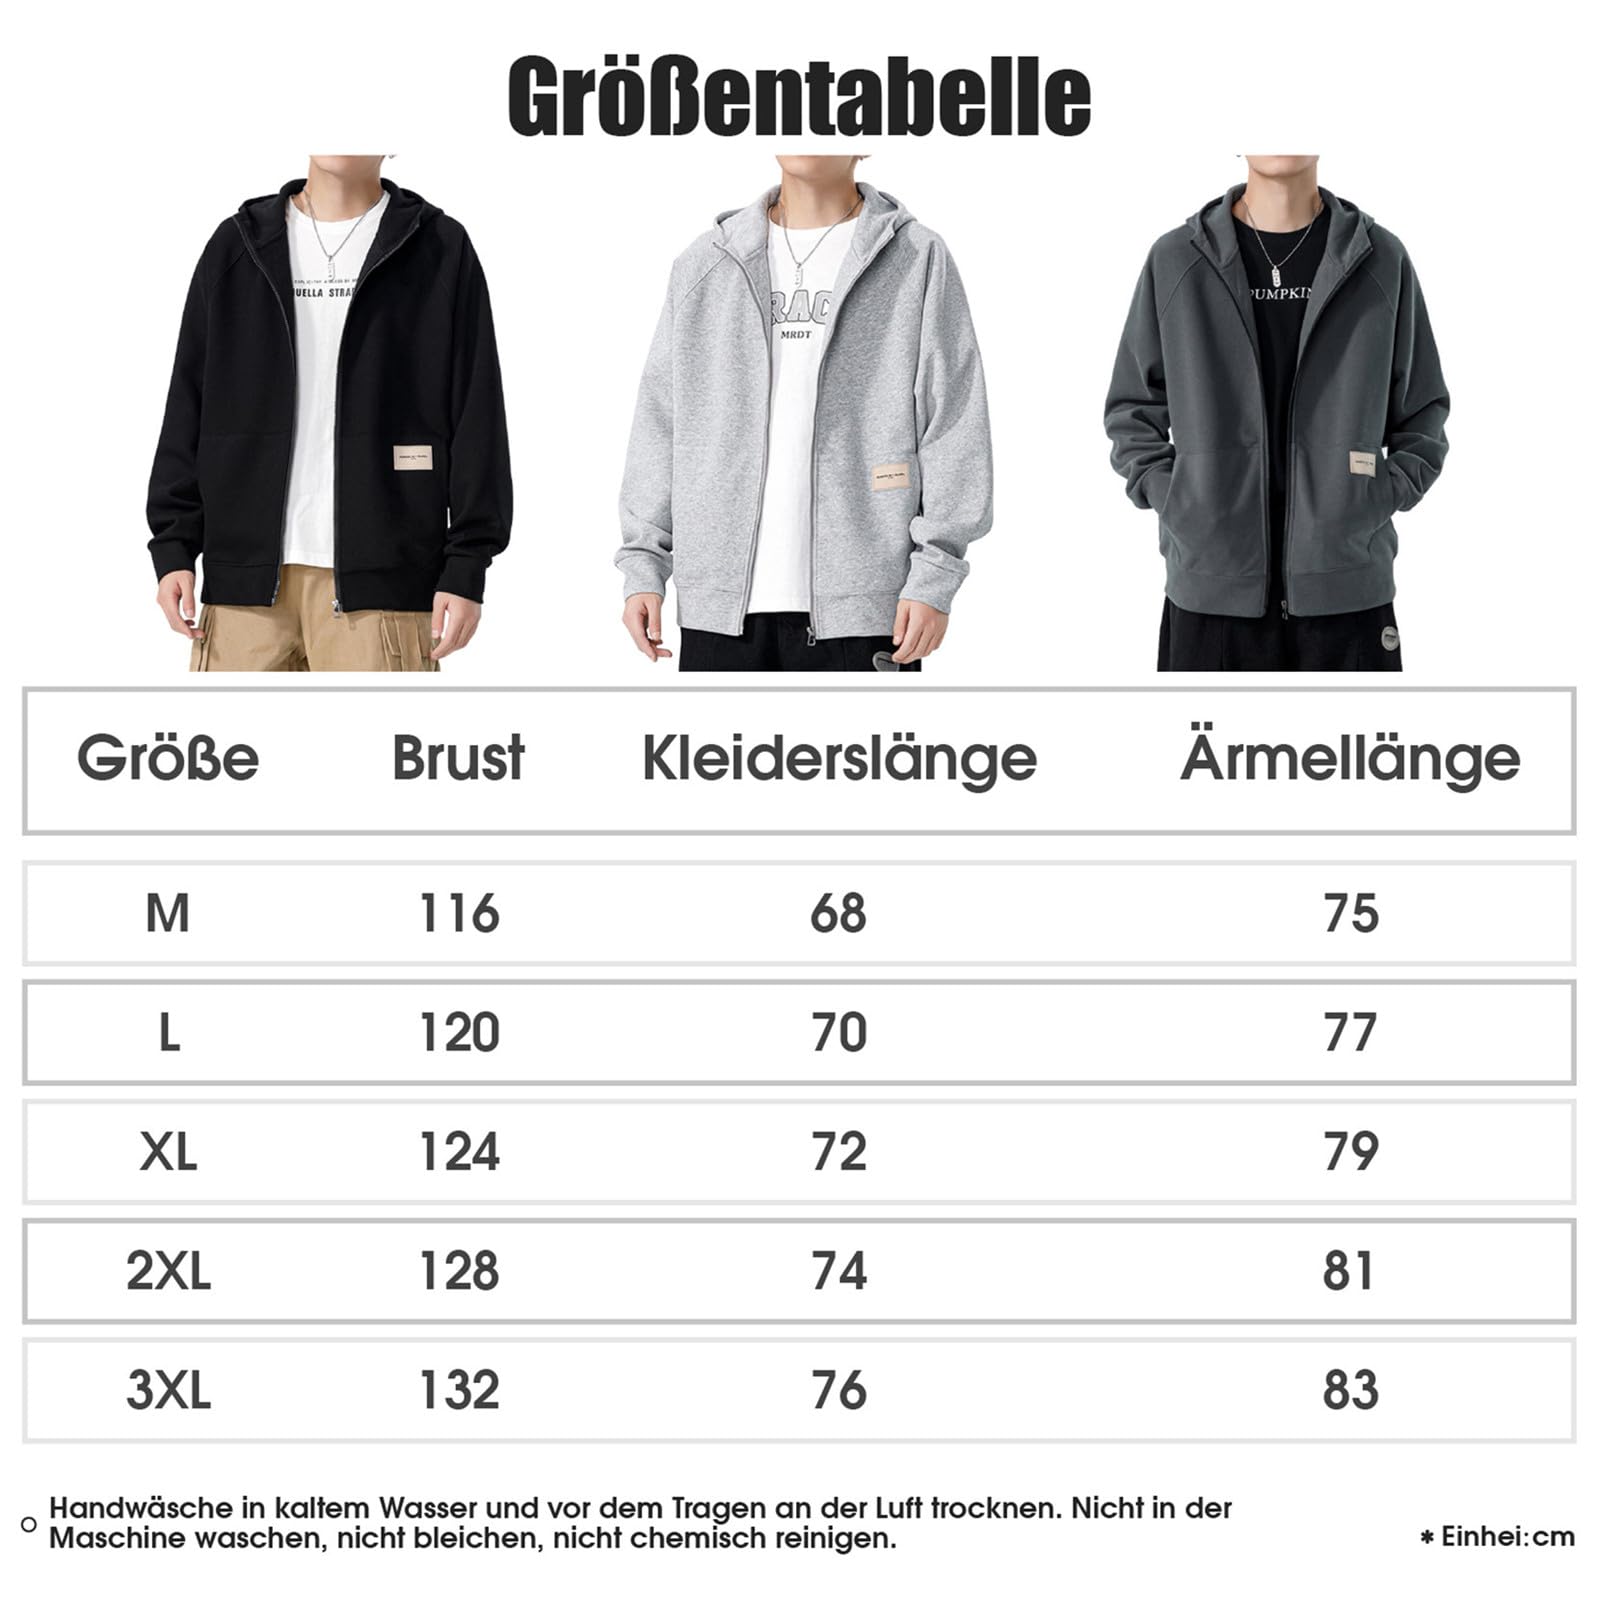 Größentabelle
UELLA STRA
RAC
MRDT
PUMPKIN
Größe Brust Kleiderslänge Ärmellänge
M 116 68 75
L 120 70 77
XL 124 72 79
2XL 128 74 81
3XL 132 76 83
Handwäsche in kaltem Wasser und vor dem Tragen an der Luft trocknen. Nicht in der
Maschine waschen, nicht bleichen, nicht chemisch reinigen.
* Einhei:cm